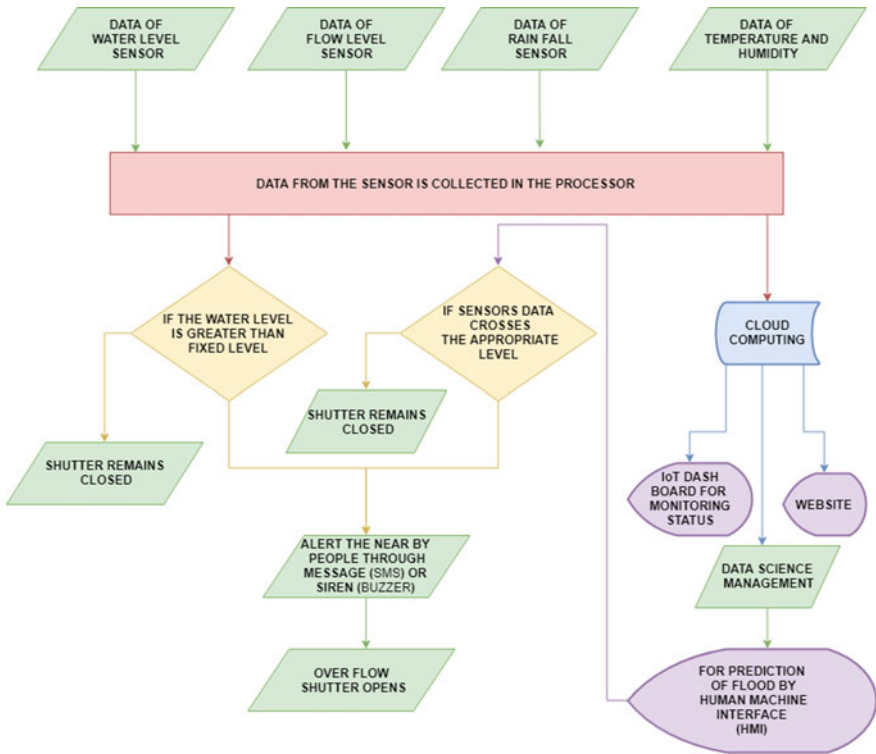 DATA OF
WATER LEVEL
SENSOR
DATA OF
FLOW LEVEL
SENSOR
DATA OF
RAIN FALL
SENSOR
DATA OF
TEMPERATURE AND
HUMIDITY
DATA FROM THE SENSOR IS COLLECTED IN THE PROCESSOR
IF THE WATER LEVEL
IS GREATER THAN
FIXED LEVEL
IF SENSORS DATA
CROSSES
THE APPROPRIATE
LEVEL
CLOUD
COMPUTING
SHUTTER REMAINS
CLOSED
SHUTTER REMAINS
CLOSED
IoT DASH
BOARD FOR
MONITORING
STATUS
WEBSITE
ALERT THE NEAR BY
PEOPLE THROUGH
MESSAGE (SMS) OR
SIREN (BUZZER)
DATA SCIENCE
MANAGEMENT
OVER FLOW
SHUTTER OPENS
FOR PREDICTION
OF FLOOD BY
HUMAN MACHINE
INTERFACE
(HMI)